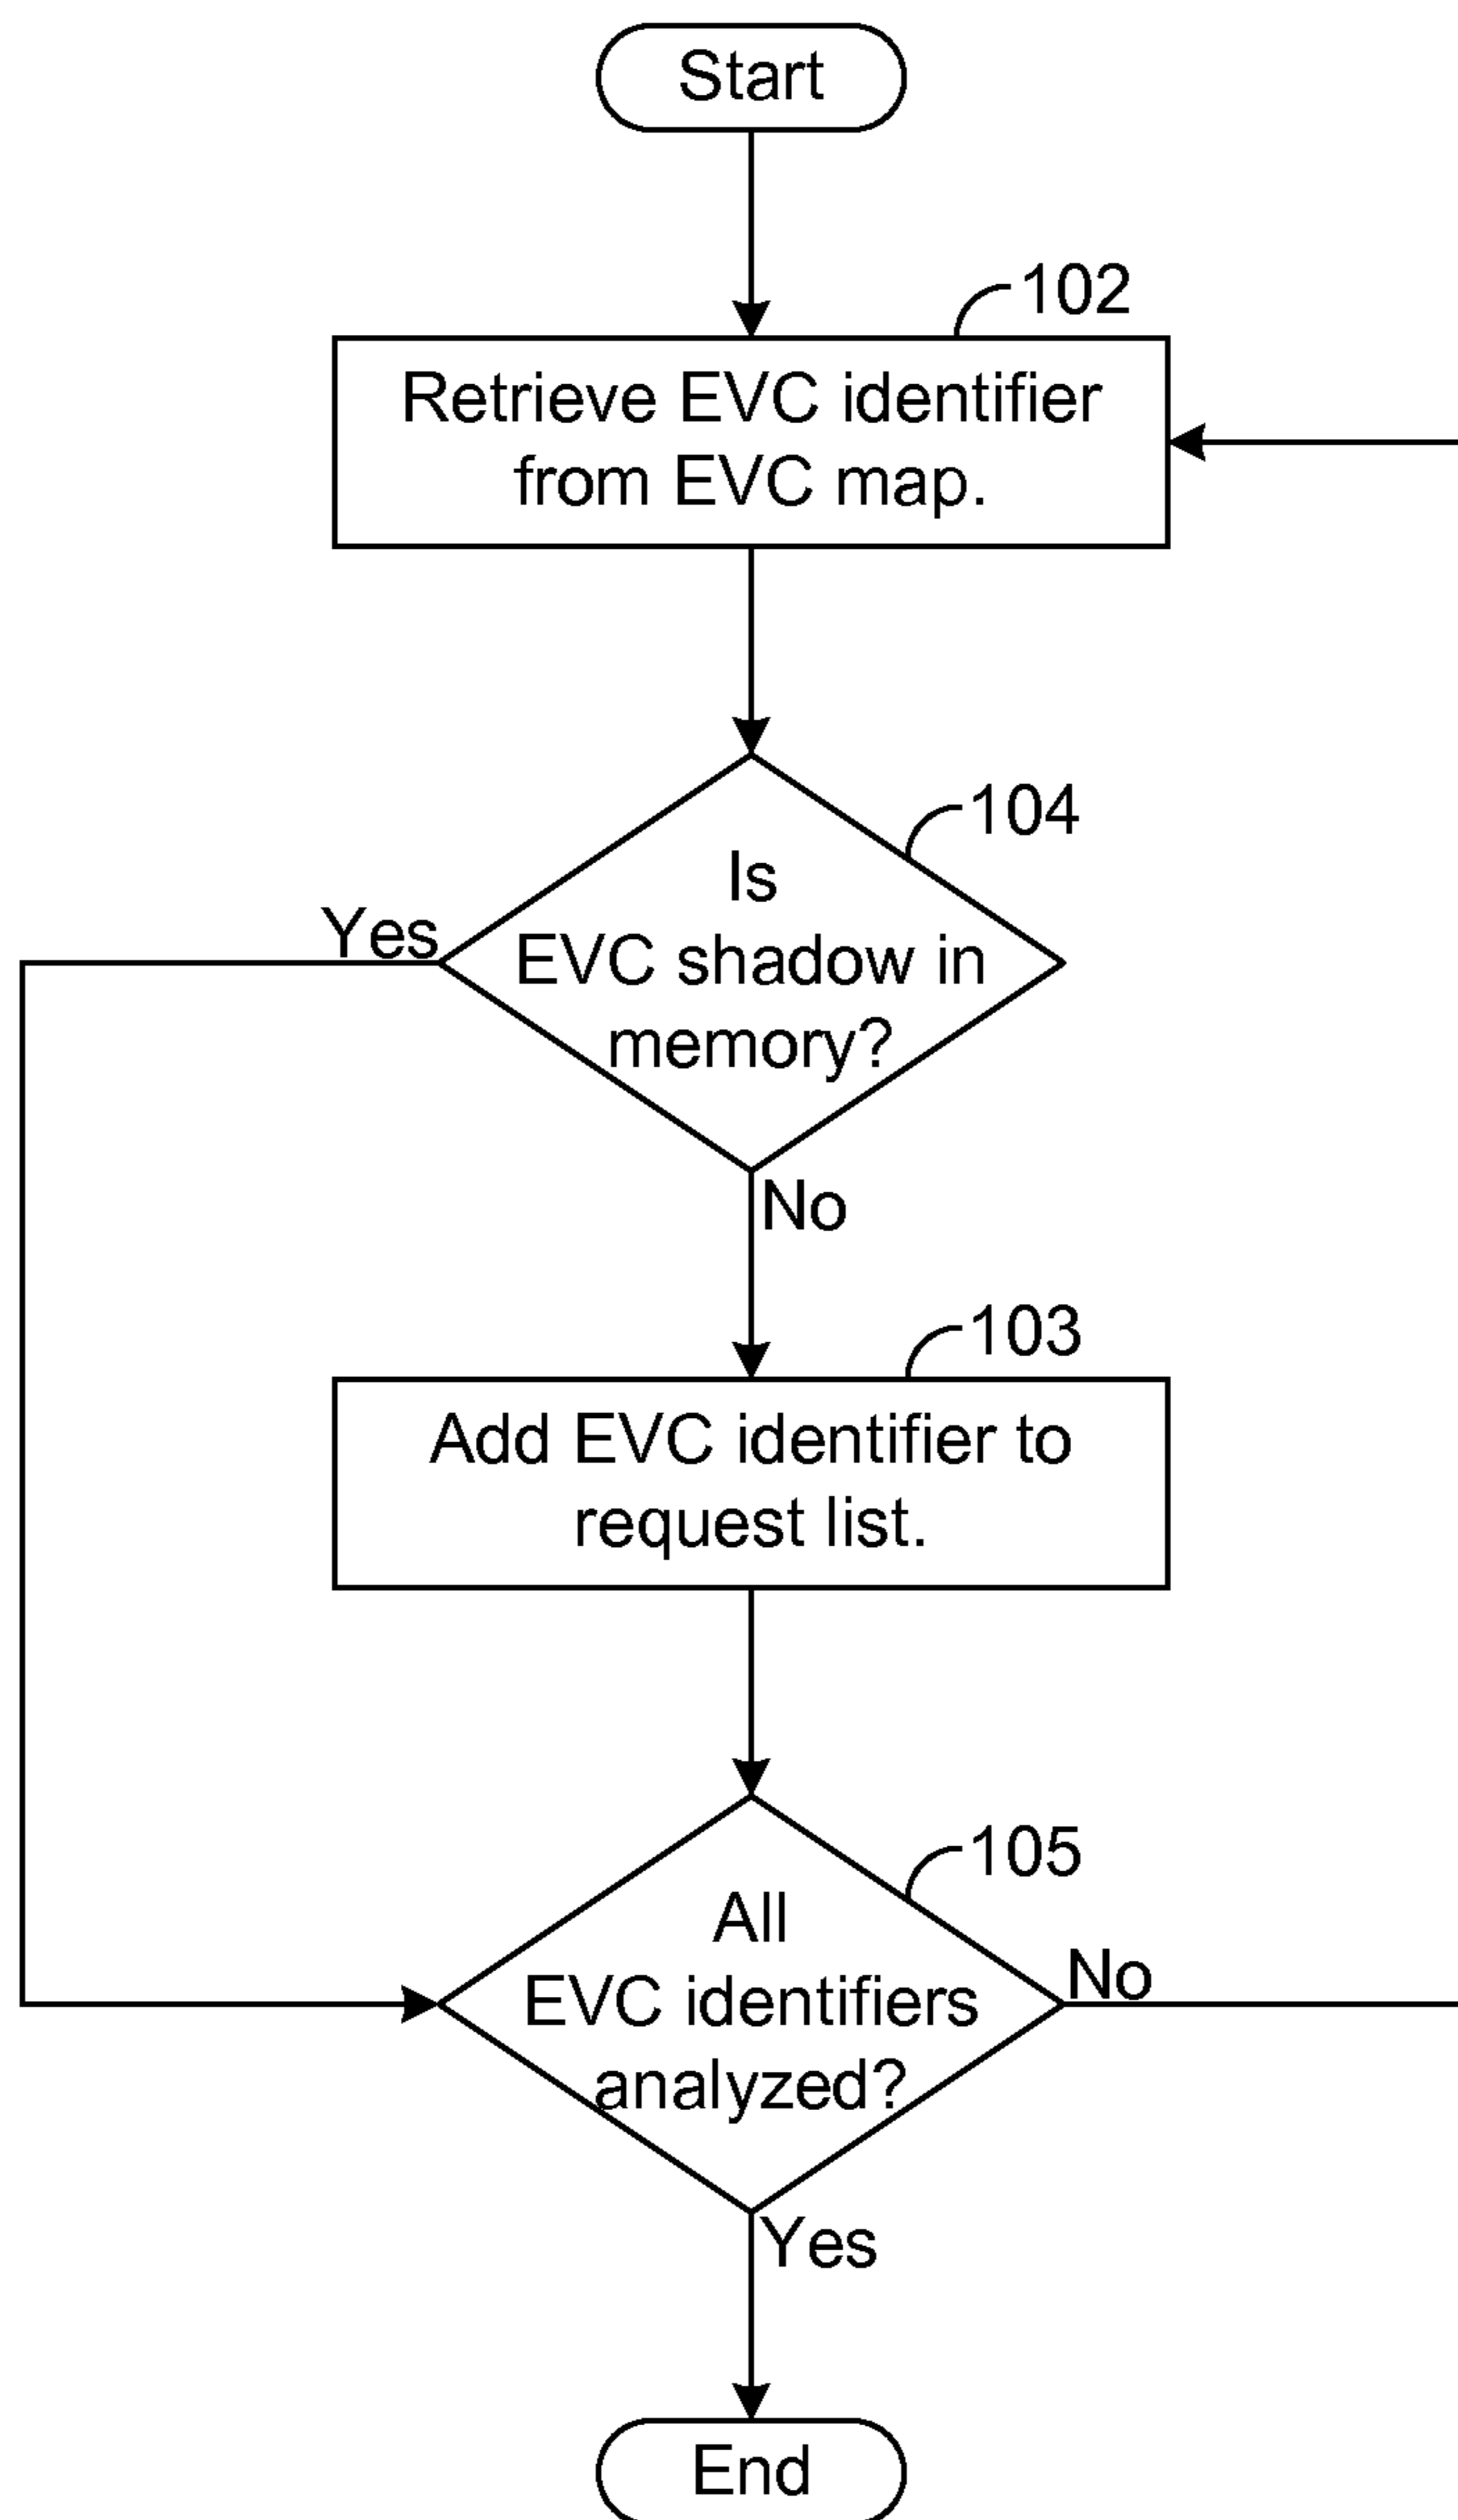 Start
102
Retrieve EVC identifier
from EVC map.
104
Is
EVC shadow in
memory?
Yes
No
103
Add EVC identifier to
request list.
105
All
EVC identifiers
analyzed?
No
Yes
End